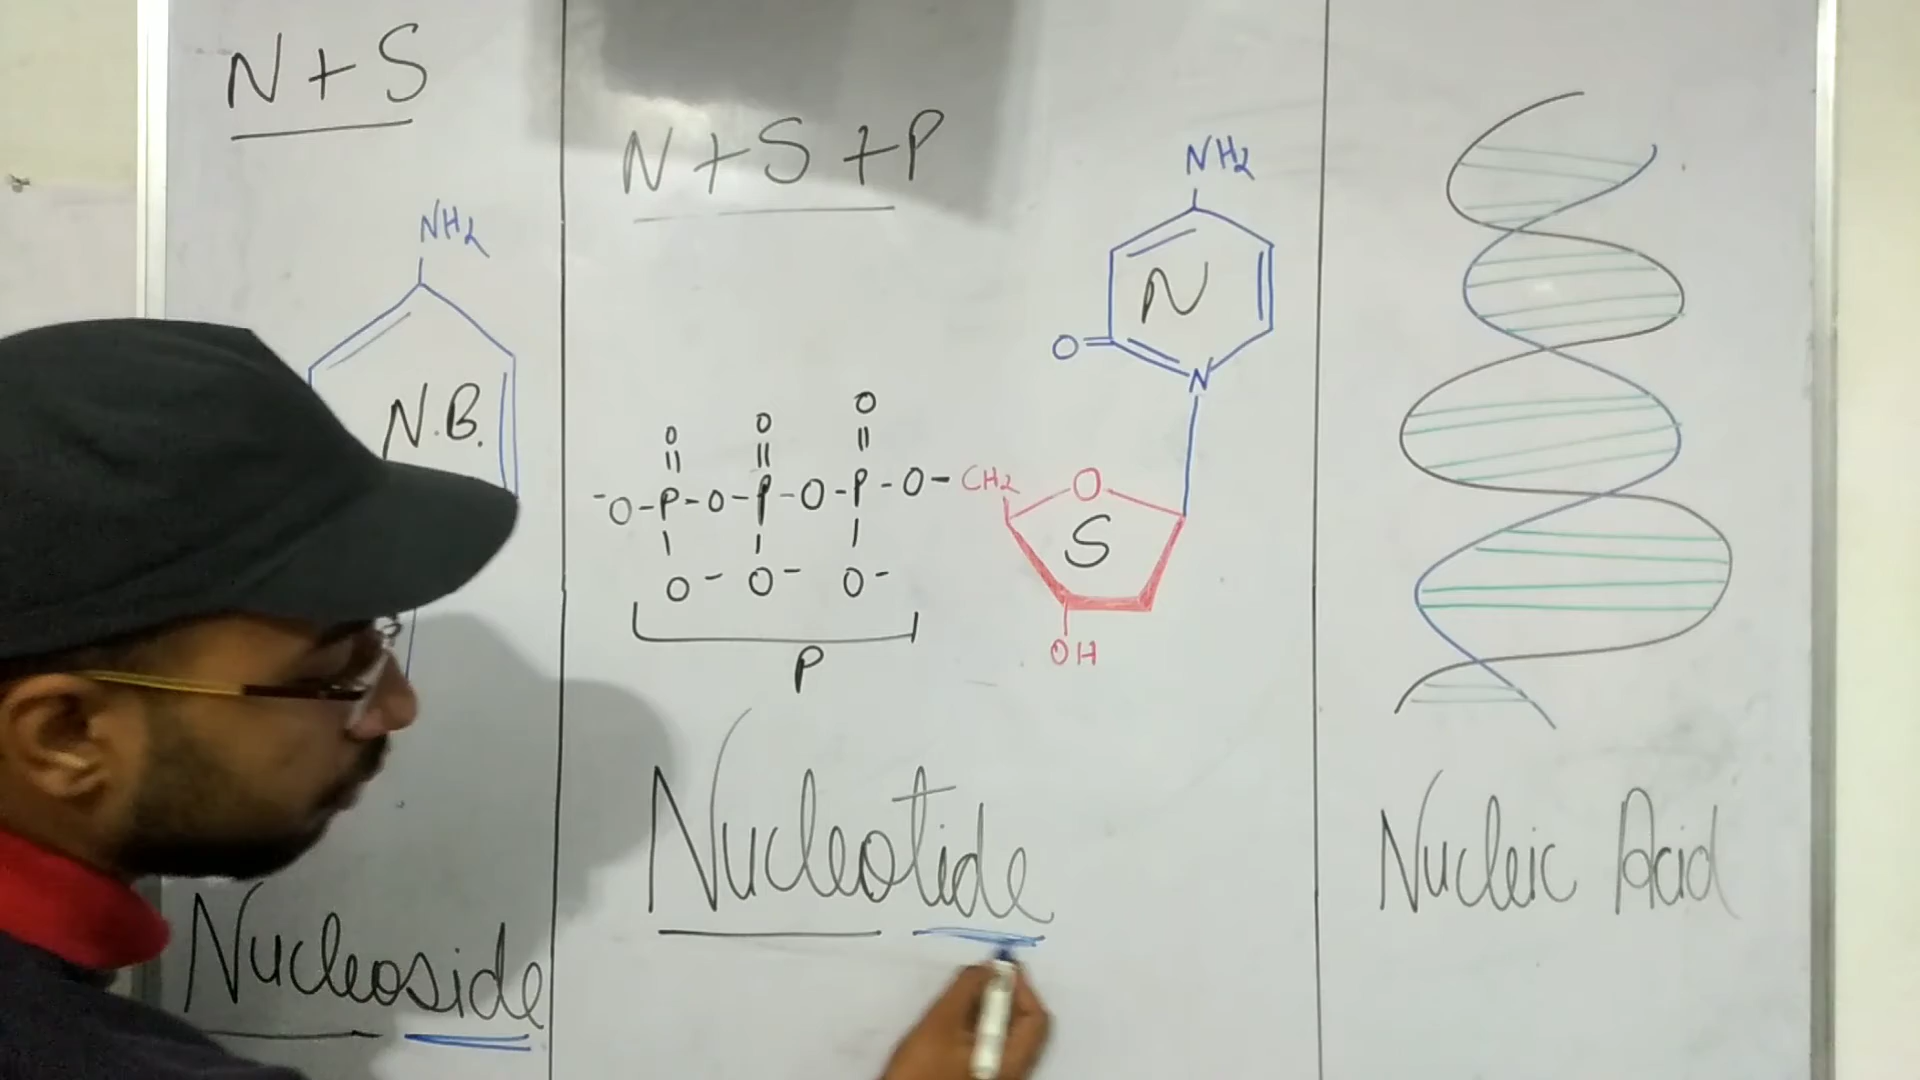 N+S
NH2
N.B.
Nucleoside
N+S+P
NH2
N
O
N
O O O
-O-P-O-P-O-P-O-CH2
O
S
O- O- O-
OH
P
Nucleotide
Nucleic Acid